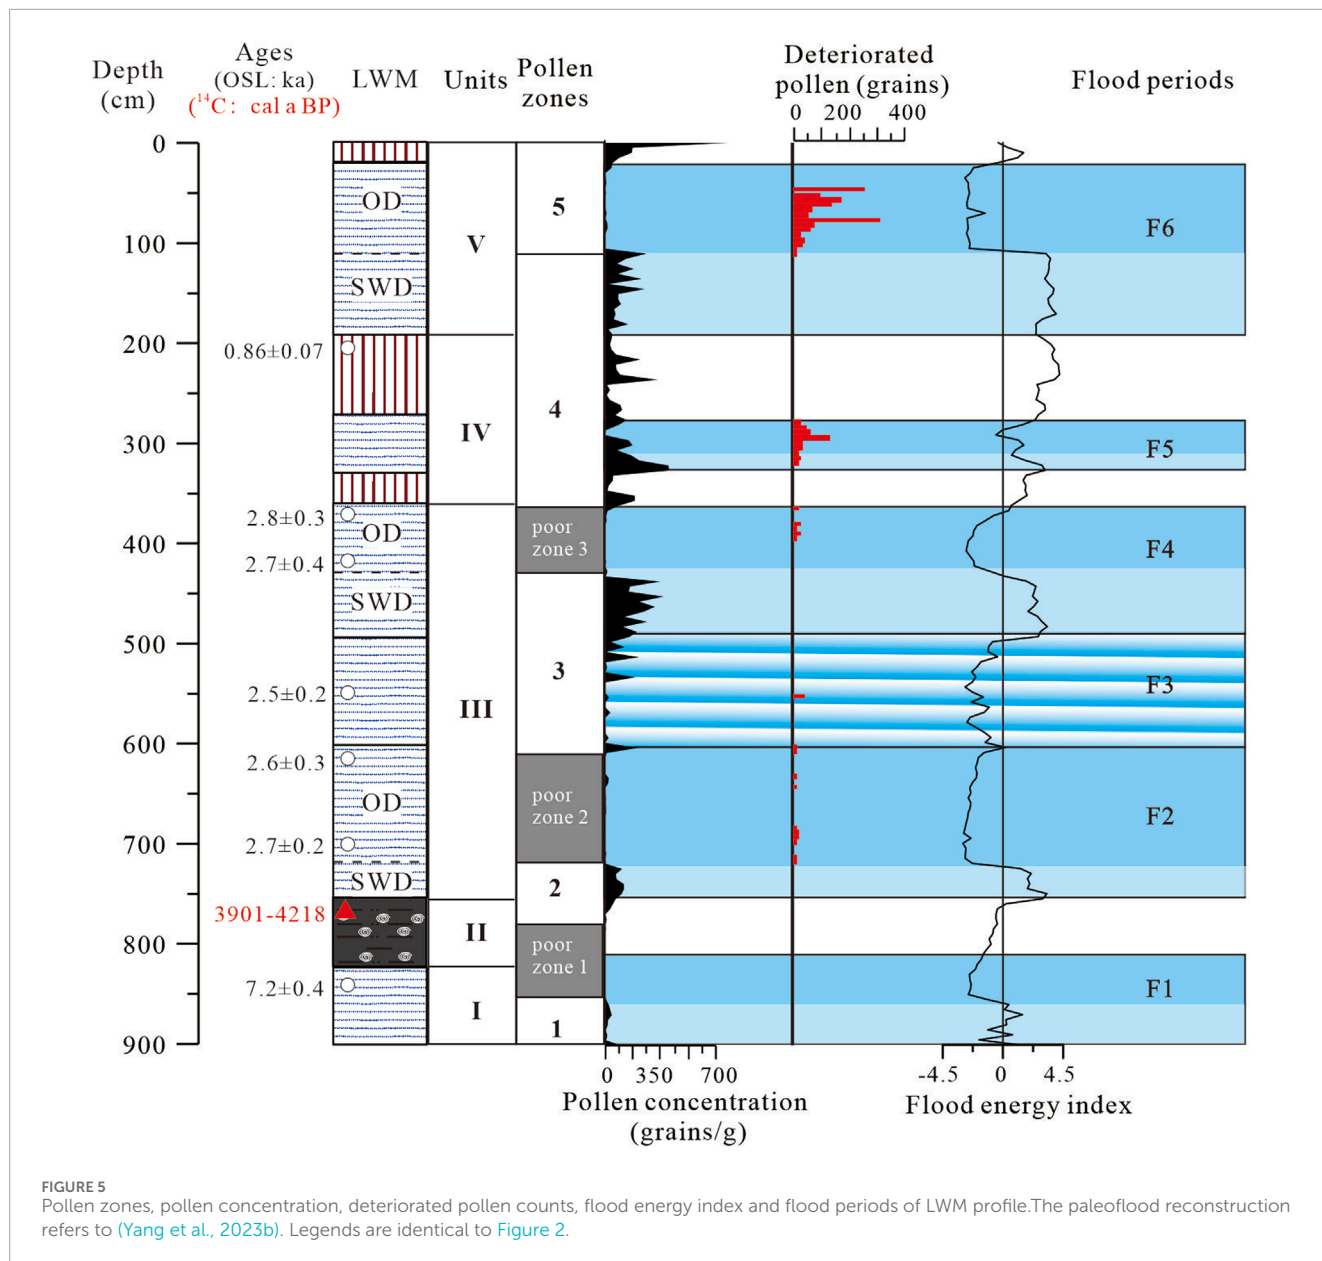 Depth
(cm)
Ages
(OSL: ka)
(¹⁴C: cal a BP)
LWM
Units
Pollen
zones
Deteriorated
pollen (grains)
0 200 400
Flood periods
0
100
200
300
400
500
600
700
800
900
0.86±0.07
2.8±0.3
2.7±0.4
2.5±0.2
2.6±0.3
2.7±0.2
3901-4218
7.2±0.4
OD
SWD
OD
SWD
OD
SWD
V
IV
III
II
I
5
4
poor
zone 3
3
poor
zone 2
2
poor
zone 1
1
F6
F5
F4
F3
F2
F1
0 350 700
Pollen concentration
(grains/g)
-4.5 0 4.5
Flood energy index
FIGURE 5
Pollen zones, pollen concentration, deteriorated pollen counts, flood energy index and flood periods of LWM profile.The paleoflood reconstruction
refers to (Yang et al., 2023b). Legends are identical to Figure 2.